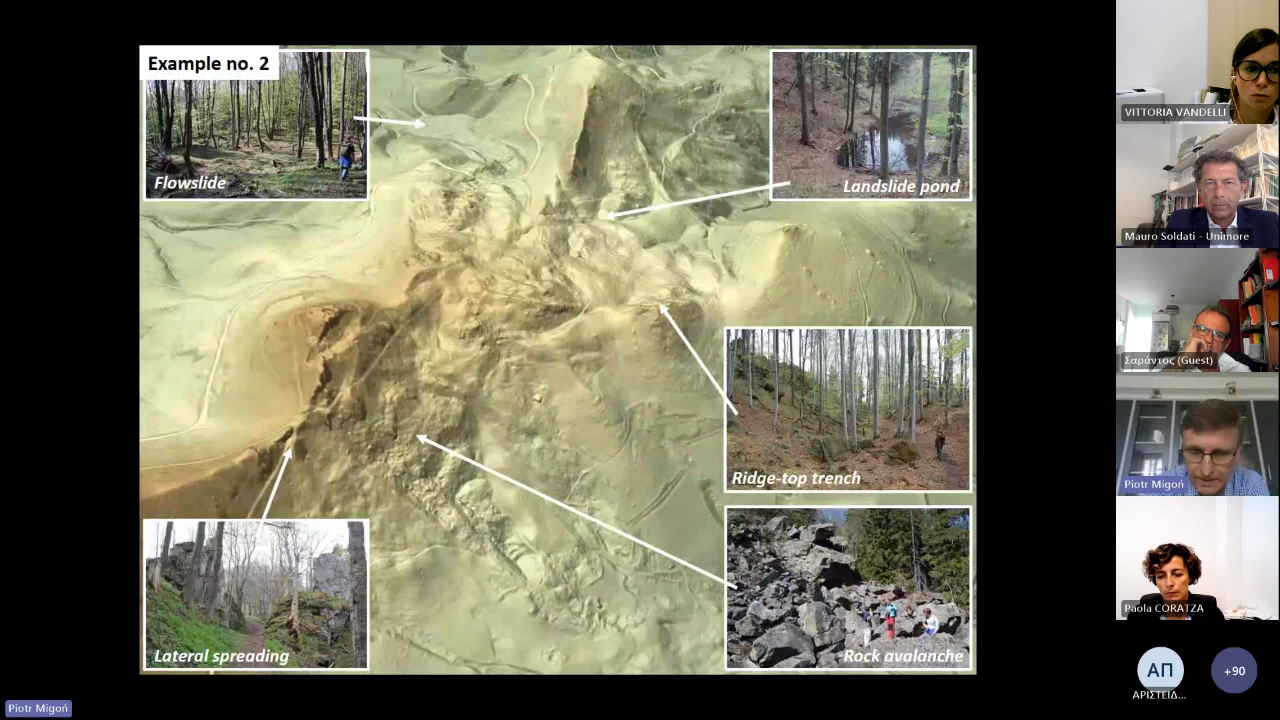 Example no. 2
Flowslide
Landslide pond
Ridge-top trench
Lateral spreading
Rock avalanche
VITTORIA VANDELLI
Mauro Soldati - Unimore
Σαράντος (Guest)
Piotr Migoń
Paola CORATZA
ΑΠ
+90
ΑΡΙΣΤΕΙΔ...
Piotr Migoń